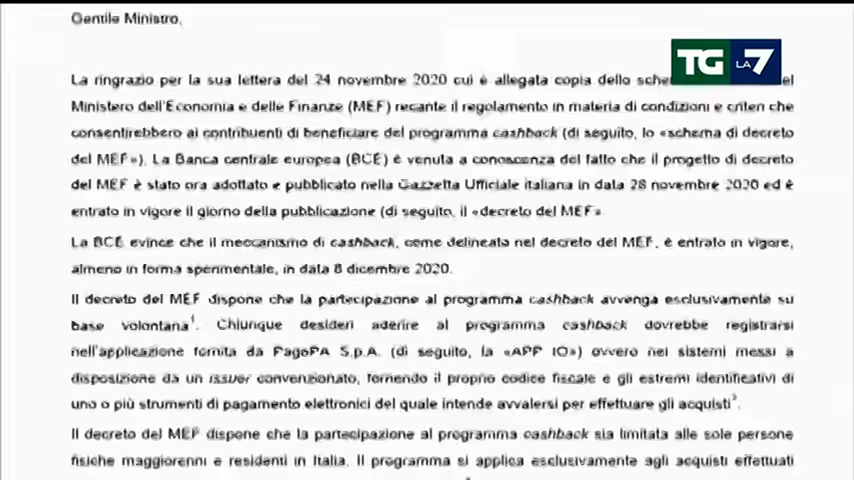 Gentile Ministro,
TG LA7
La ringrazio per la sua lettera del 24 novembre 2020 cui è allegata copia dello el
Ministero dell'Economia e delle Finanze (MEF) recante il regolamento in materia di condizioni e criteri che
consentirebbero ai contribuenti di beneficiare del programma cashback (di seguito, lo «schema di decreto
del MEF»). La Banca centrale europea (BCE) è venuta a conoscenza del fatto che il progetto di decreto
del MEF è stato ora adottato e pubblicato nella Gazzetta Ufficiale italiana in data 28 novembre 2020 ed è
entrato in vigore il giorno della pubblicazione (di seguito, il «decreto del MEF»
La BCE evince che il meccanismo di cashback, come delineato nel decreto del MEF, è entrato in vigore,
almeno in forma sperimentale, in data 8 dicembre 2020.
Il decreto del MEF dispone che la partecipazione al programma cashback avvenga esclusivamente su
base volontaria¹. Chiunque desideri aderire al programma cashback dovrebbe registrarsi
nell'applicazione fornita da PagoPA S.p.A. (di seguito, la «APP IO») ovvero nei sistemi messi a
disposizione da un issuer convenzionato, fornendo il proprio codice fiscale e gli estremi identificativi di
uno o più strumenti di pagamento elettronici del quale intende avvalersi per effettuare gli acquisti².
Il decreto del MEF dispone che la partecipazione al programma cashback sia limitata alle sole persone
fisiche maggiorenni e residenti in Italia. Il programma si applica esclusivamente agli acquisti effettuati